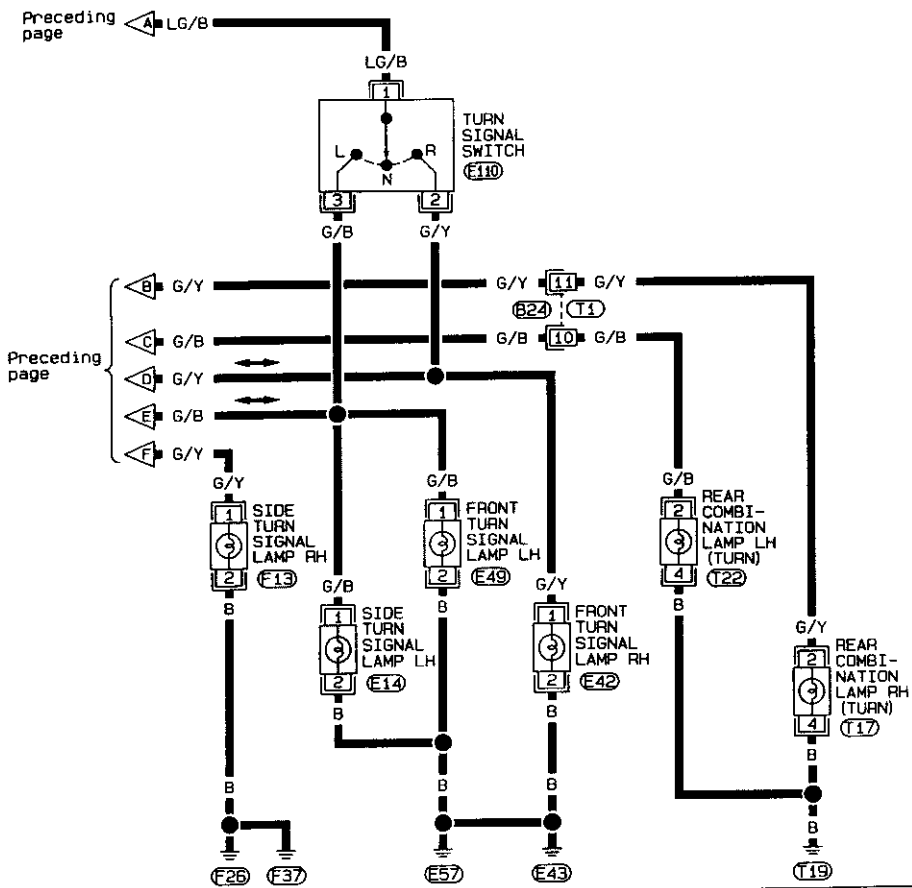 Preceding page
A LG/B
LG/B
1
TURN SIGNAL SWITCH
E110
L
N
R
3
2
G/B
G/Y
Preceding page
B G/Y
G/Y 11 G/Y
B24
T1
C G/B
G/B 10 G/B
D G/Y
E G/B
F G/Y
G/Y
1
SIDE TURN SIGNAL LAMP RH
2
F13
B
G/B
1
FRONT TURN SIGNAL LAMP LH
2
E49
B
G/B
2
REAR COMBI-NATION LAMP LH (TURN)
4
T22
B
G/B
1
SIDE TURN SIGNAL LAMP LH
2
E14
B
G/Y
1
FRONT TURN SIGNAL LAMP RH
2
E42
B
G/Y
2
REAR COMBI-NATION LAMP RH (TURN)
4
T17
B
B
B
B
B
F26
F37
E57
E43
T19